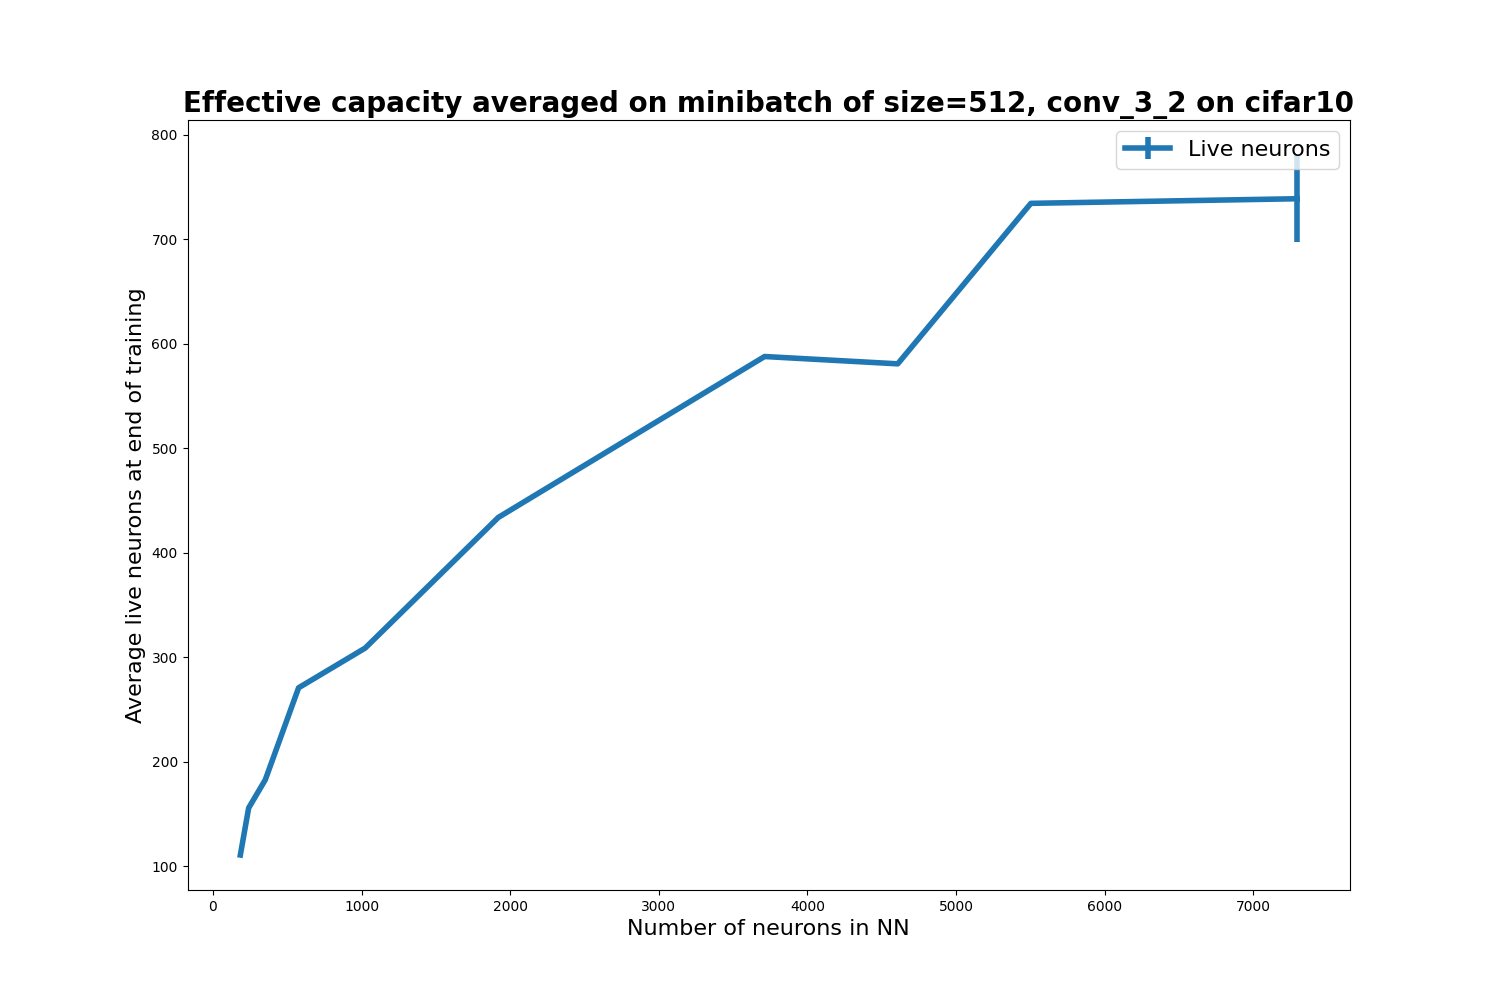 Effective capacity averaged on minibatch of size=512, conv_3_2 on cifar10
Live neurons
800
700
600
500
400
300
200
100
Average live neurons at end of training
0 1000 2000 3000 4000 5000 6000 7000
Number of neurons in NN